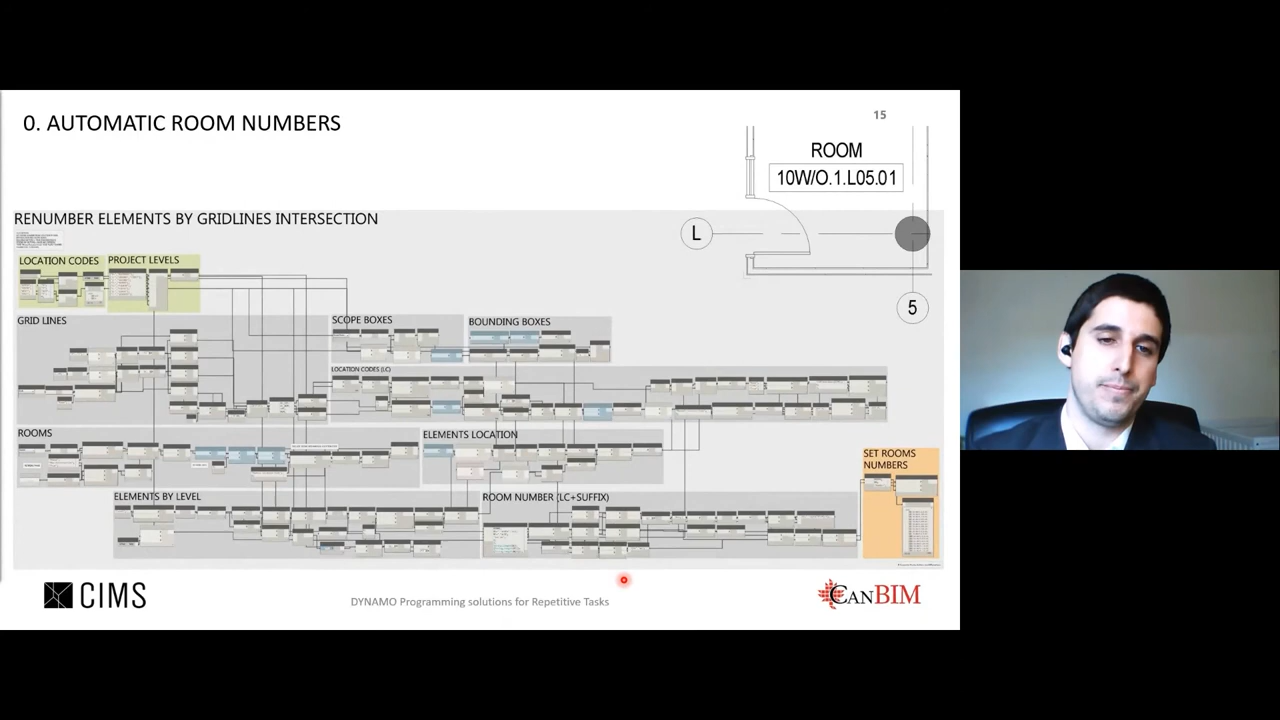 0. AUTOMATIC ROOM NUMBERS
15
ROOM
10W/O.1.L05.01
L
5
RENUMBER ELEMENTS BY GRIDLINES INTERSECTION
LOCATION CODES
PROJECT LEVELS
GRID LINES
SCOPE BOXES
BOUNDING BOXES
LOCATION CODES (LC)
ROOMS
ELEMENTS LOCATION
SET ROOMS
NUMBERS
ELEMENTS BY LEVEL
ROOM NUMBER (LC+SUFFIX)
CIMS
DYNAMO Programming solutions for Repetitive Tasks
CANBIM